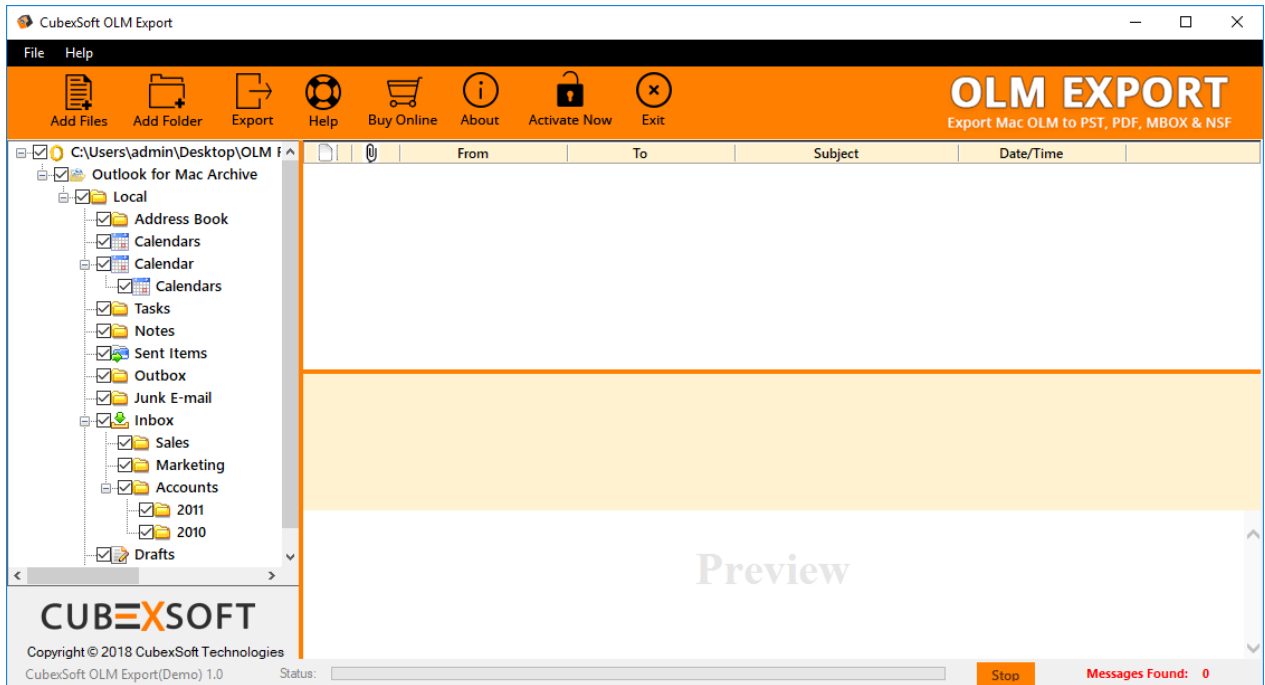 CubexSoft OLM Export
File Help
OLM EXPORT
Export Mac OLM to PST, PDF, MBOX & NSF
Add Files Add Folder Export Help Buy Online About Activate Now Exit
C:\Users\admin\Desktop\OLM F
From To Subject Date/Time
Outlook for Mac Archive
Local
Address Book
Calendars
Calendar
Calendars
Tasks
Notes
Sent Items
Outbox
Junk E-mail
Inbox
Sales
Marketing
Accounts
2011
2010
Drafts
Preview
CUBEXSOFT
Copyright © 2018 CubexSoft Technologies
CubexSoft OLM Export(Demo) 1.0 Status: Stop Messages Found: 0